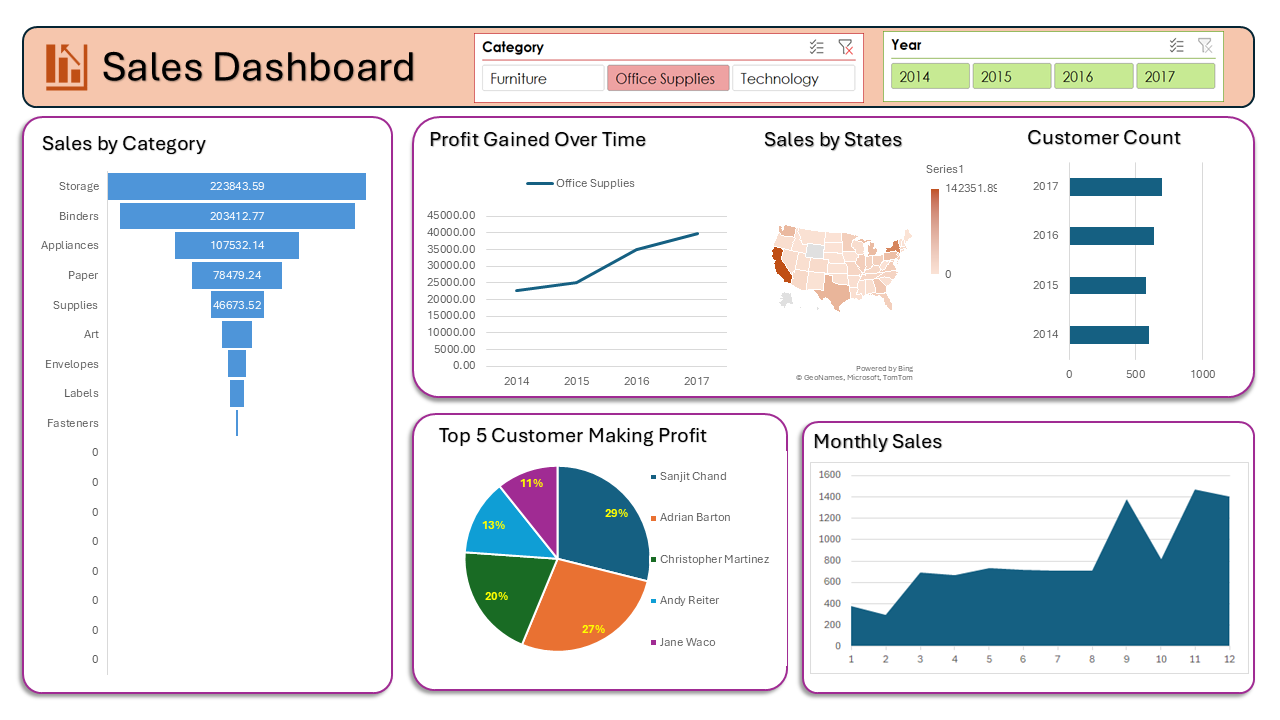 Sales Dashboard
Category
Furniture
Office Supplies
Technology
Year
2014
2015
2016
2017
Sales by Category
Storage
223843.59
Binders
203412.77
Appliances
107532.14
Paper
78479.24
Supplies
46673.52
Art
Envelopes
Labels
Fasteners
0
0
0
0
0
0
0
0
Profit Gained Over Time
Office Supplies
45000.00
40000.00
35000.00
30000.00
25000.00
20000.00
15000.00
10000.00
5000.00
0.00
2014
2015
2016
2017
Sales by States
Series1
142351.89
0
Powered by Bing
© GeoNames, Microsoft, TomTom
Customer Count
2017
2016
2015
2014
0
500
1000
Top 5 Customer Making Profit
29%
27%
20%
13%
11%
Sanjit Chand
Adrian Barton
Christopher Martinez
Andy Reiter
Jane Waco
Monthly Sales
1600
1400
1200
1000
800
600
400
200
0
1
2
3
4
5
6
7
8
9
10
11
12